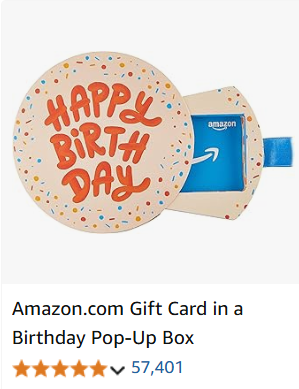 HAPPY
BiRTH
DAY
amazon
Amazon.com Gift Card in a
Birthday Pop-Up Box
57,401